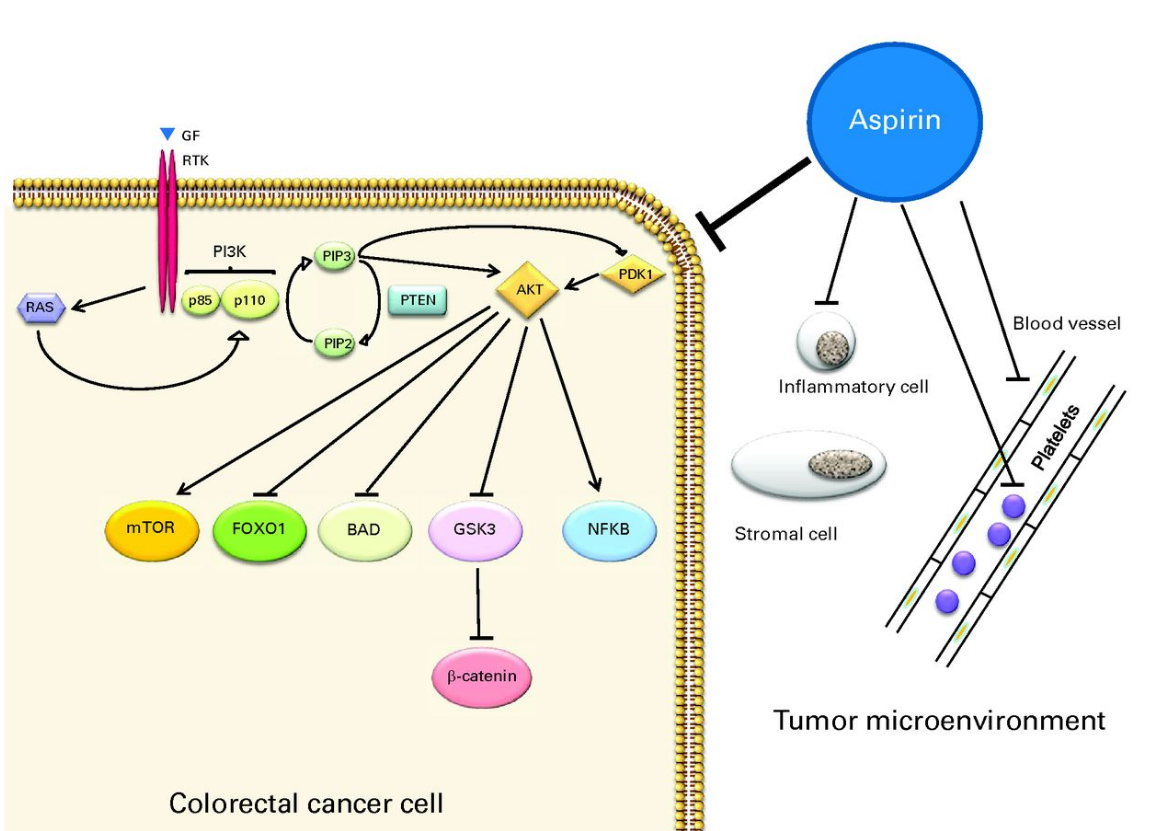 Aspirin
GF
RTK
PI3K
PIP3
PDK1
AKT
p85
p110
PTEN
RAS
PIP2
Blood vessel
Inflammatory cell
Platelets
mTOR
FOXO1
BAD
GSK3
NFKB
Stromal cell
β-catenin
Tumor microenvironment
Colorectal cancer cell